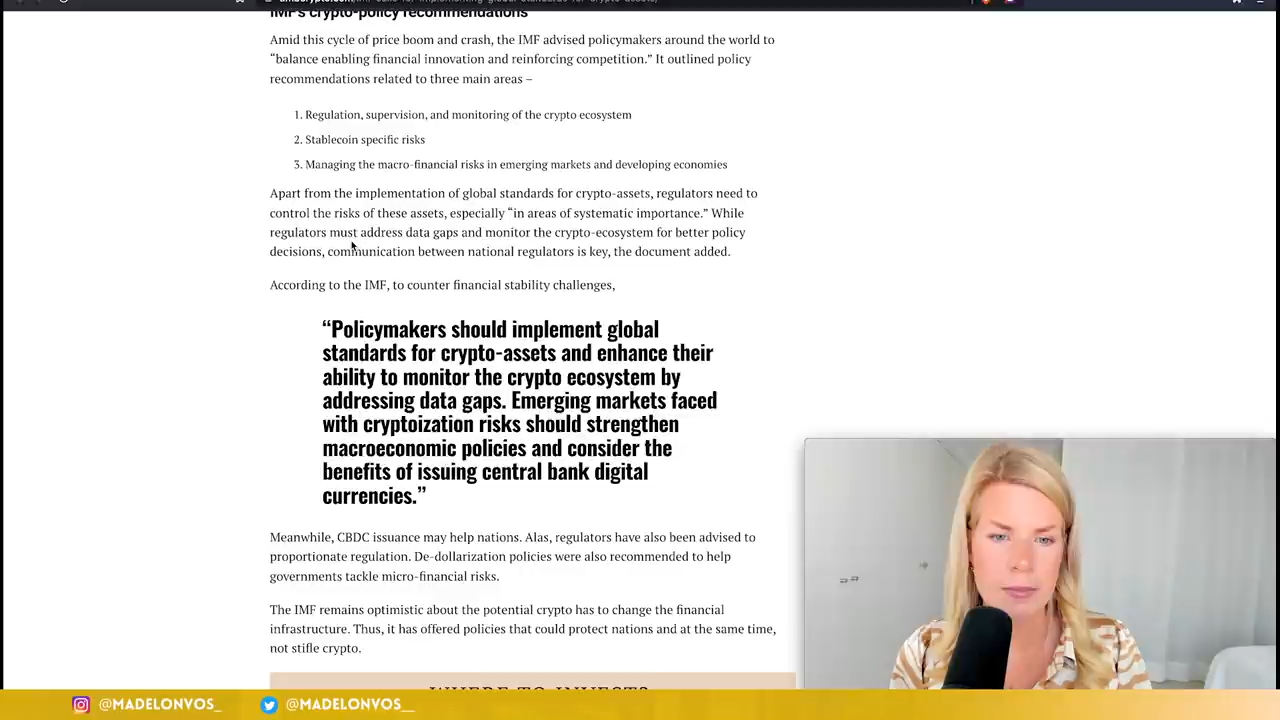 IMF's crypto-policy recommendations
Amid this cycle of price boom and crash, the IMF advised policymakers around the world to
“balance enabling financial innovation and reinforcing competition.” It outlined policy
recommendations related to three main areas –
1. Regulation, supervision, and monitoring of the crypto ecosystem
2. Stablecoin specific risks
3. Managing the macro-financial risks in emerging markets and developing economies
Apart from the implementation of global standards for crypto-assets, regulators need to
control the risks of these assets, especially “in areas of systematic importance.” While
regulators must address data gaps and monitor the crypto-ecosystem for better policy
decisions, communication between national regulators is key, the document added.
According to the IMF, to counter financial stability challenges,
“Policymakers should implement global
standards for crypto-assets and enhance their
ability to monitor the crypto ecosystem by
addressing data gaps. Emerging markets faced
with cryptoization risks should strengthen
macroeconomic policies and consider the
benefits of issuing central bank digital
currencies.”
Meanwhile, CBDC issuance may help nations. Alas, regulators have also been advised to
proportionate regulation. De-dollarization policies were also recommended to help
governments tackle micro-financial risks.
The IMF remains optimistic about the potential crypto has to change the financial
infrastructure. Thus, it has offered policies that could protect nations and at the same time,
not stifle crypto.
WHERE TO INVEST?
@MADELONVOS_ @MADELONVOS__